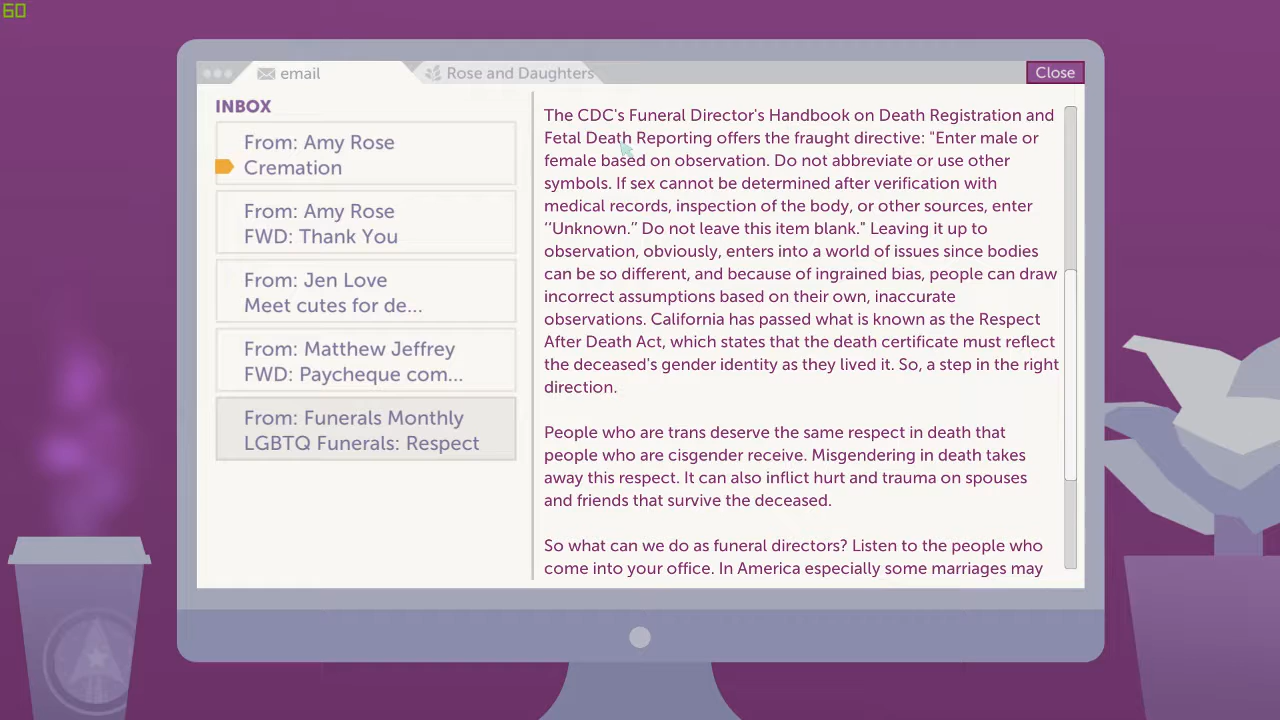 60
email
Rose and Daughters
Close
INBOX
From: Amy Rose
Cremation
From: Amy Rose
FWD: Thank You
From: Jen Love
Meet cutes for de...
From: Matthew Jeffrey
FWD: Paycheque com...
From: Funerals Monthly
LGBTQ Funerals: Respect
The CDC's Funeral Director's Handbook on Death Registration and
Fetal Death Reporting offers the fraught directive: "Enter male or
female based on observation. Do not abbreviate or use other
symbols. If sex cannot be determined after verification with
medical records, inspection of the body, or other sources, enter
‘‘Unknown.’’ Do not leave this item blank." Leaving it up to
observation, obviously, enters into a world of issues since bodies
can be so different, and because of ingrained bias, people can draw
incorrect assumptions based on their own, inaccurate
observations. California has passed what is known as the Respect
After Death Act, which states that the death certificate must reflect
the deceased's gender identity as they lived it. So, a step in the right
direction.
People who are trans deserve the same respect in death that
people who are cisgender receive. Misgendering in death takes
away this respect. It can also inflict hurt and trauma on spouses
and friends that survive the deceased.
So what can we do as funeral directors? Listen to the people who
come into your office. In America especially some marriages may